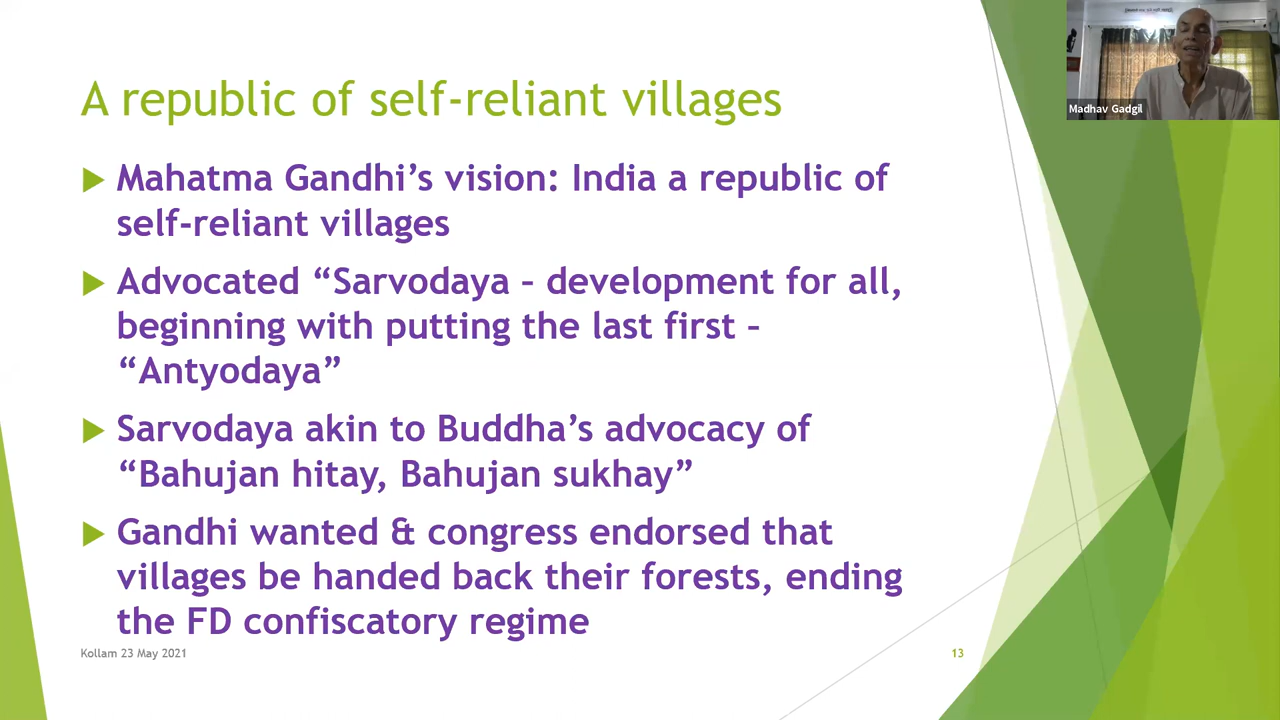 A republic of self-reliant villages
Mahatma Gandhi’s vision: India a republic of
self-reliant villages
Advocated “Sarvodaya – development for all,
beginning with putting the last first –
“Antyodaya”
Sarvodaya akin to Buddha’s advocacy of
“Bahujan hitay, Bahujan sukhay”
Gandhi wanted & congress endorsed that
villages be handed back their forests, ending
the FD confiscatory regime
Kollam 23 May 2021
13
Madhav Gadgil